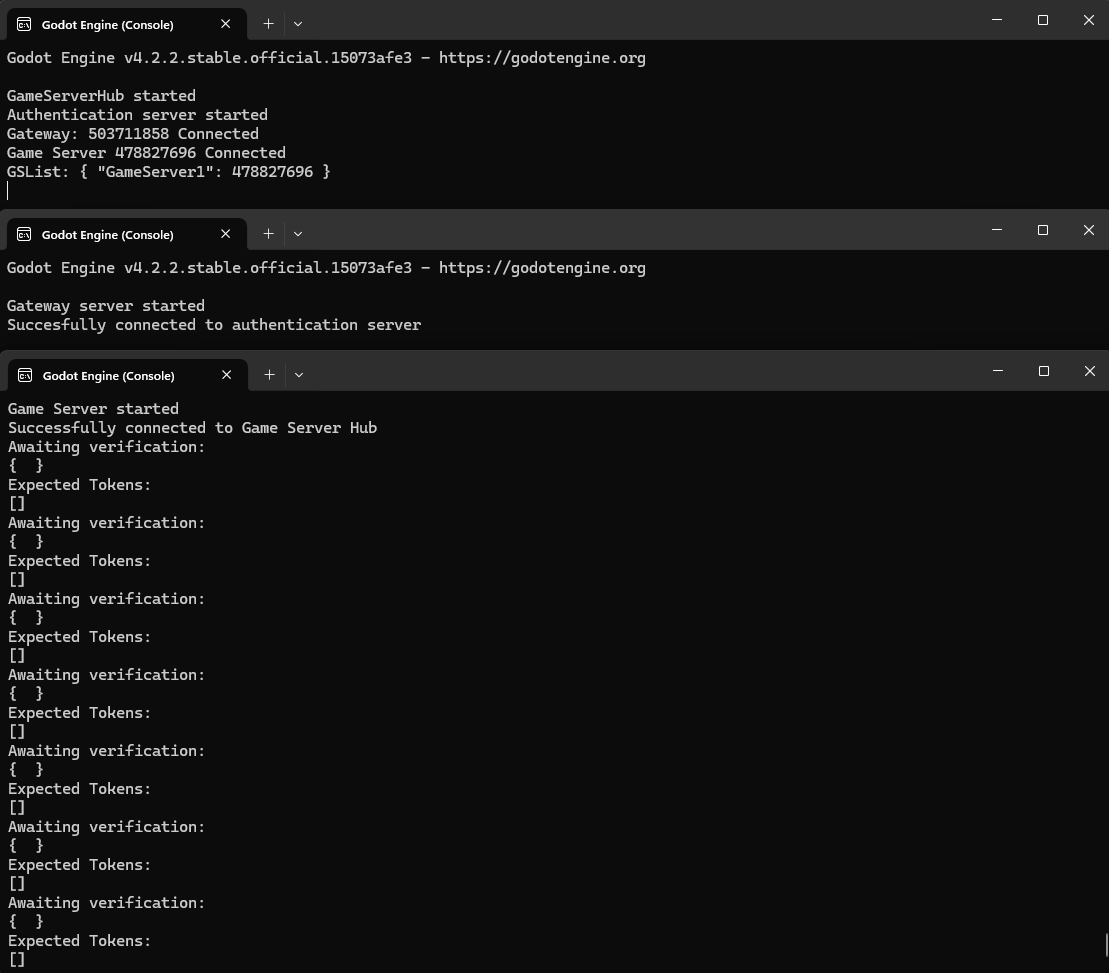 Godot Engine (Console)
Godot Engine v4.2.2.stable.official.15073afe3 - https://godotengine.org
GameServerHub started
Authentication server started
Gateway: 503711858 Connected
Game Server 478827696 Connected
GSList: { "GameServer1": 478827696 }
Godot Engine (Console)
Godot Engine v4.2.2.stable.official.15073afe3 - https://godotengine.org
Gateway server started
Succesfully connected to authentication server
Godot Engine (Console)
Game Server started
Successfully connected to Game Server Hub
Awaiting verification:
{  }
Expected Tokens:
[]
Awaiting verification:
{  }
Expected Tokens:
[]
Awaiting verification:
{  }
Expected Tokens:
[]
Awaiting verification:
{  }
Expected Tokens:
[]
Awaiting verification:
{  }
Expected Tokens:
[]
Awaiting verification:
{  }
Expected Tokens:
[]
Awaiting verification:
{  }
Expected Tokens:
[]